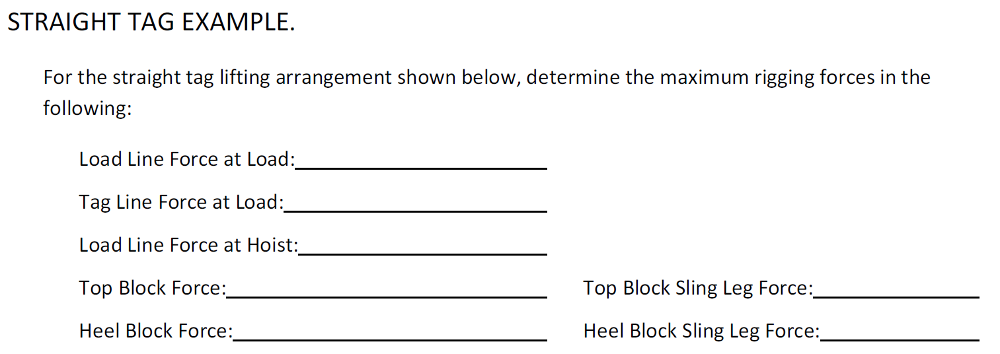 STRAIGHT TAG EXAMPLE.
For the straight tag lifting arrangement shown below, determine the maximum rigging forces in the
following:
Load Line Force at Load:
Tag Line Force at Load:
Load Line Force at Hoist:
Top Block Force: Top Block Sling Leg Force:
Heel Block Force: Heel Block Sling Leg Force: